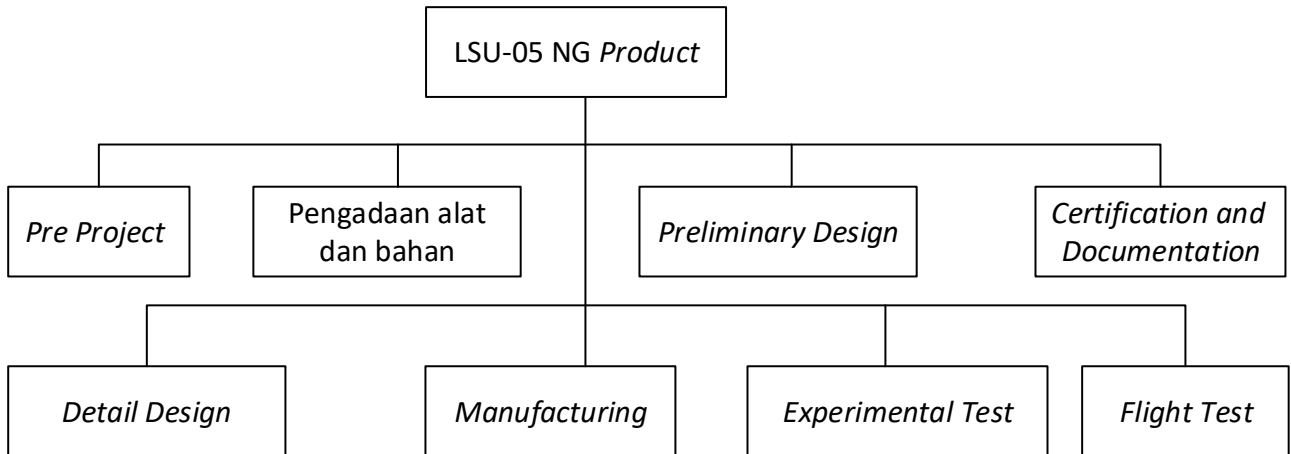 LSU-05 NG Product
Pre Project
Pengadaan alat
dan bahan
Preliminary Design
Certification and
Documentation
Detail Design
Manufacturing
Experimental Test
Flight Test